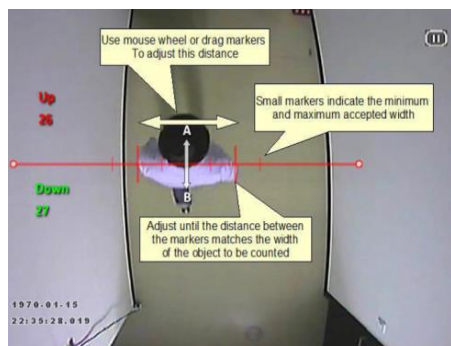 Use mouse wheel or drag markers
To adjust this distance
Up
26
A
Small markers indicate the minimum
and maximum accepted width
Down
27
B
Adjust until the distance between
the markers matches the width
of the object to be counted
1970-01-15
22:35:28.019